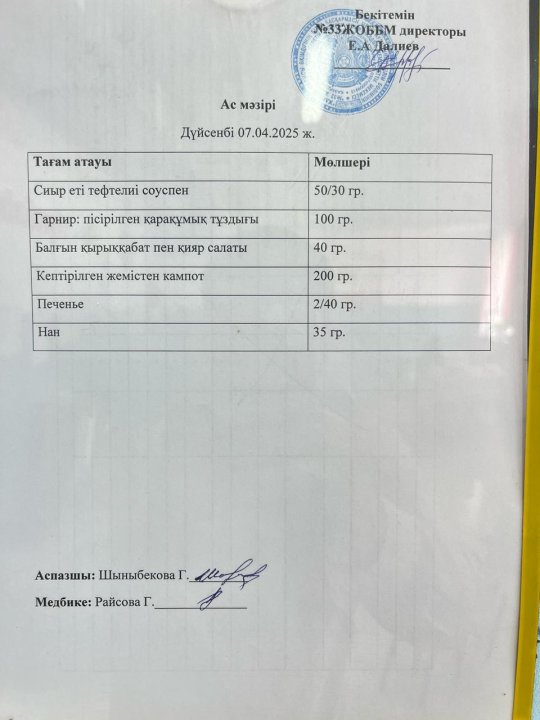 Бекітемін
№33ЖОББМ директоры
Е.А Далиев
Ас мәзірі
Дүйсенбі 07.04.2025 ж.
Тағам атауы Мөлшері
Сиыр еті тефтелиі соуспен 50/30 гр.
Гарнир: пісірілген қарақұмық тұздығы 100 гр.
Балғын қырыққабат пен қияр салаты 40 гр.
Кептірілген жемістен кампот 200 гр.
Печенье 2/40 гр.
Нан 35 гр.
Аспазшы: Шыныбекова Г.
Медбике: Райсова Г.